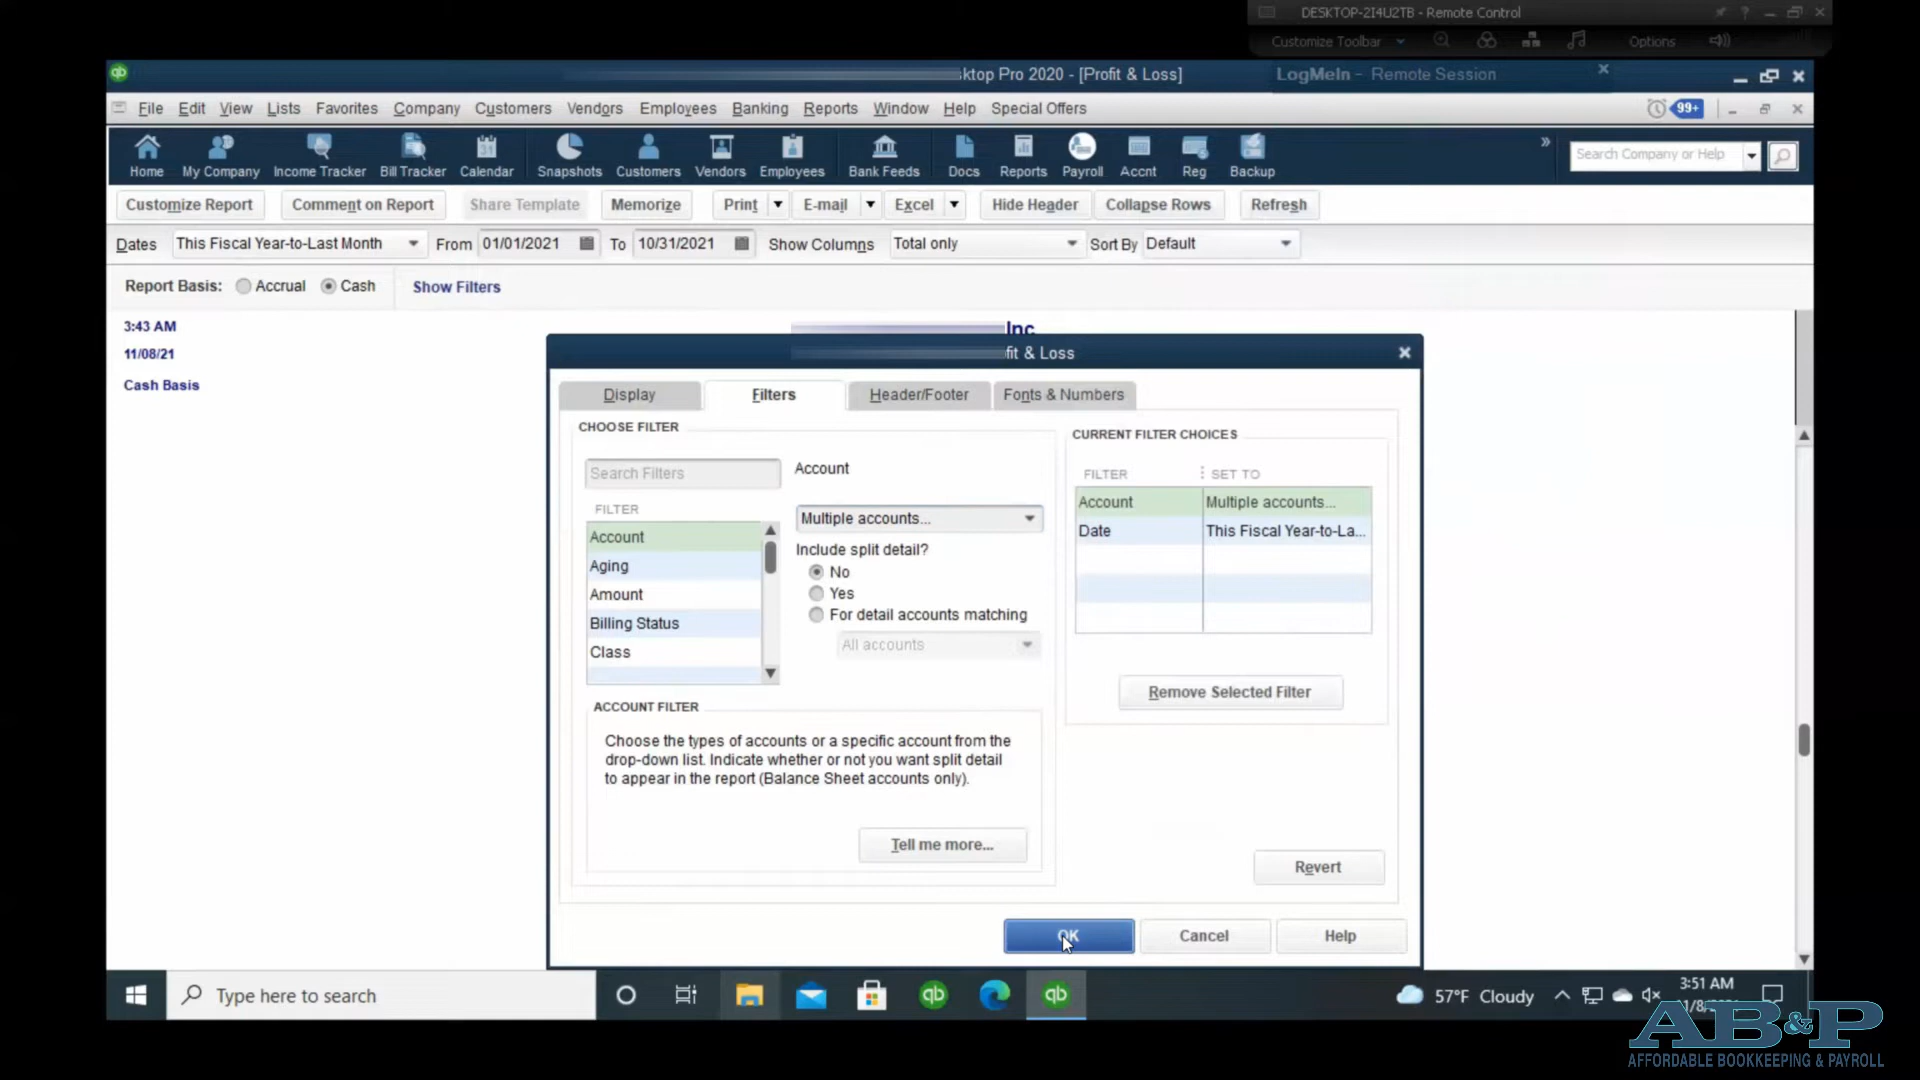 DESKTOP-2I4U2TB - Remote Control
Customize Toolbar
Options
qb
ktop Pro 2020 - [Profit & Loss]
LogMeIn - Remote Session
File Edit View Lists Favorites Company Customers Vendors Employees Banking Reports Window Help Special Offers
99+
Home My Company Income Tracker Bill Tracker Calendar Snapshots Customers Vendors Employees Bank Feeds Docs Reports Payroll Accnt Reg Backup
Search Company or Help
Customize Report Comment on Report Share Template Memorize Print E-mail Excel Hide Header Collapse Rows Refresh
Dates This Fiscal Year-to-Last Month From 01/01/2021 To 10/31/2021 Show Columns Total only Sort By Default
Report Basis: Accrual Cash Show Filters
3:43 AM
11/08/21
Cash Basis
Inc
fit & Loss
Display Filters Header/Footer Fonts & Numbers
CHOOSE FILTER
Search Filters
FILTER
Account
Aging
Amount
Billing Status
Class
Account
Multiple accounts...
Include split detail?
No
Yes
For detail accounts matching
All accounts
ACCOUNT FILTER
Choose the types of accounts or a specific account from the
drop-down list. Indicate whether or not you want split detail
to appear in the report (Balance Sheet accounts only).
Tell me more...
CURRENT FILTER CHOICES
FILTER SET TO
Account Multiple accounts...
Date This Fiscal Year-to-La...
Remove Selected Filter
Revert
OK Cancel Help
Type here to search
qb
qb
57°F Cloudy
3:51 AM
AB&P
AFFORDABLE BOOKKEEPING & PAYROLL